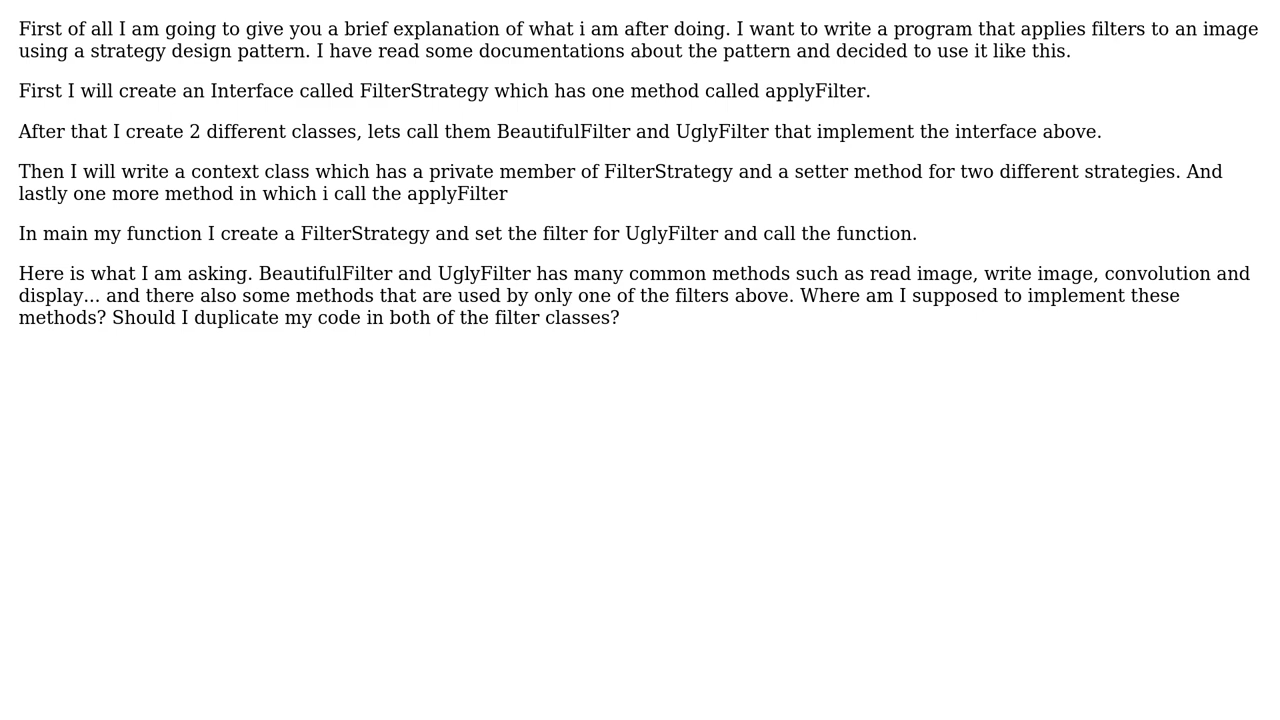 First of all I am going to give you a brief explanation of what i am after doing. I want to write a program that applies filters to an image
using a strategy design pattern. I have read some documentations about the pattern and decided to use it like this.
First I will create an Interface called FilterStrategy which has one method called applyFilter.
After that I create 2 different classes, lets call them BeautifulFilter and UglyFilter that implement the interface above.
Then I will write a context class which has a private member of FilterStrategy and a setter method for two different strategies. And
lastly one more method in which i call the applyFilter
In main my function I create a FilterStrategy and set the filter for UglyFilter and call the function.
Here is what I am asking. BeautifulFilter and UglyFilter has many common methods such as read image, write image, convolution and
display... and there also some methods that are used by only one of the filters above. Where am I supposed to implement these
methods? Should I duplicate my code in both of the filter classes?